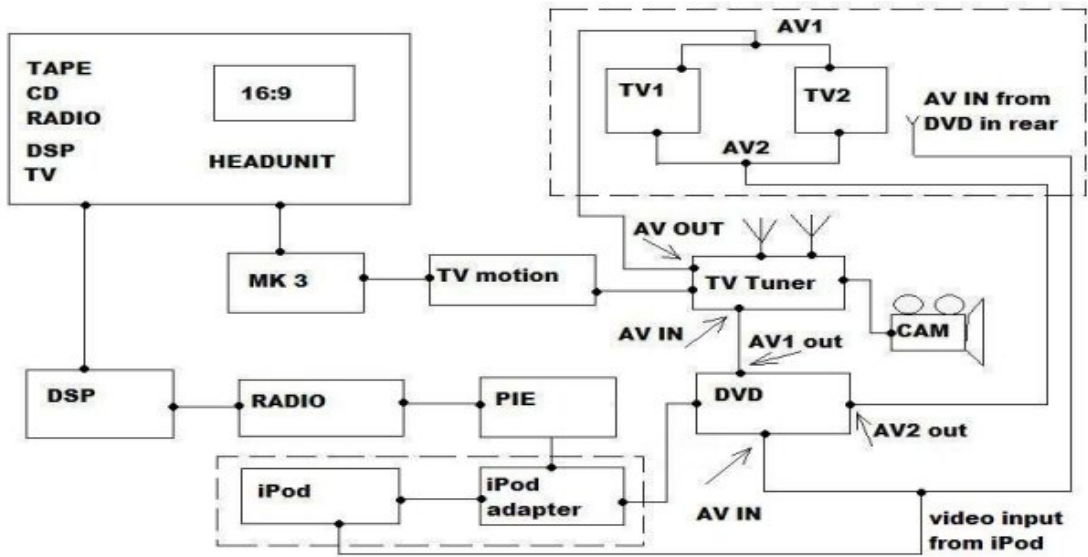 TAPE
CD
RADIO
DSP
TV
16:9
HEADUNIT
AV1
TV1
TV2
AV2
AV IN from
DVD in rear
AV OUT
MK 3
TV motion
TV Tuner
CAM
AV IN
AV1 out
DSP
RADIO
PIE
DVD
AV2 out
iPod
iPod
adapter
AV IN
video input
from iPod